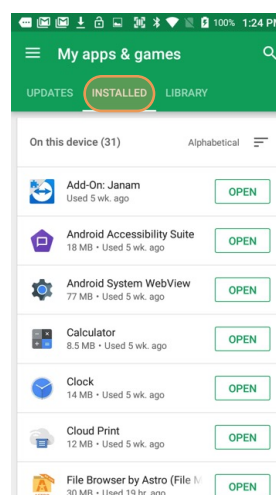 100% 1:24 PM
My apps & games
UPDATES INSTALLED LIBRARY
On this device (31) Alphabetical
Add-On: Janam
Used 5 wk. ago
OPEN
Android Accessibility Suite
18 MB • Used 5 wk. ago
OPEN
Android System WebView
77 MB • Used 5 wk. ago
OPEN
Calculator
8.5 MB • Used 5 wk. ago
OPEN
Clock
14 MB • Used 5 wk. ago
OPEN
Cloud Print
12 MB • Used 5 wk. ago
OPEN
File Browser by Astro (File M
30 MB • Used 19 hr. ago
OPEN